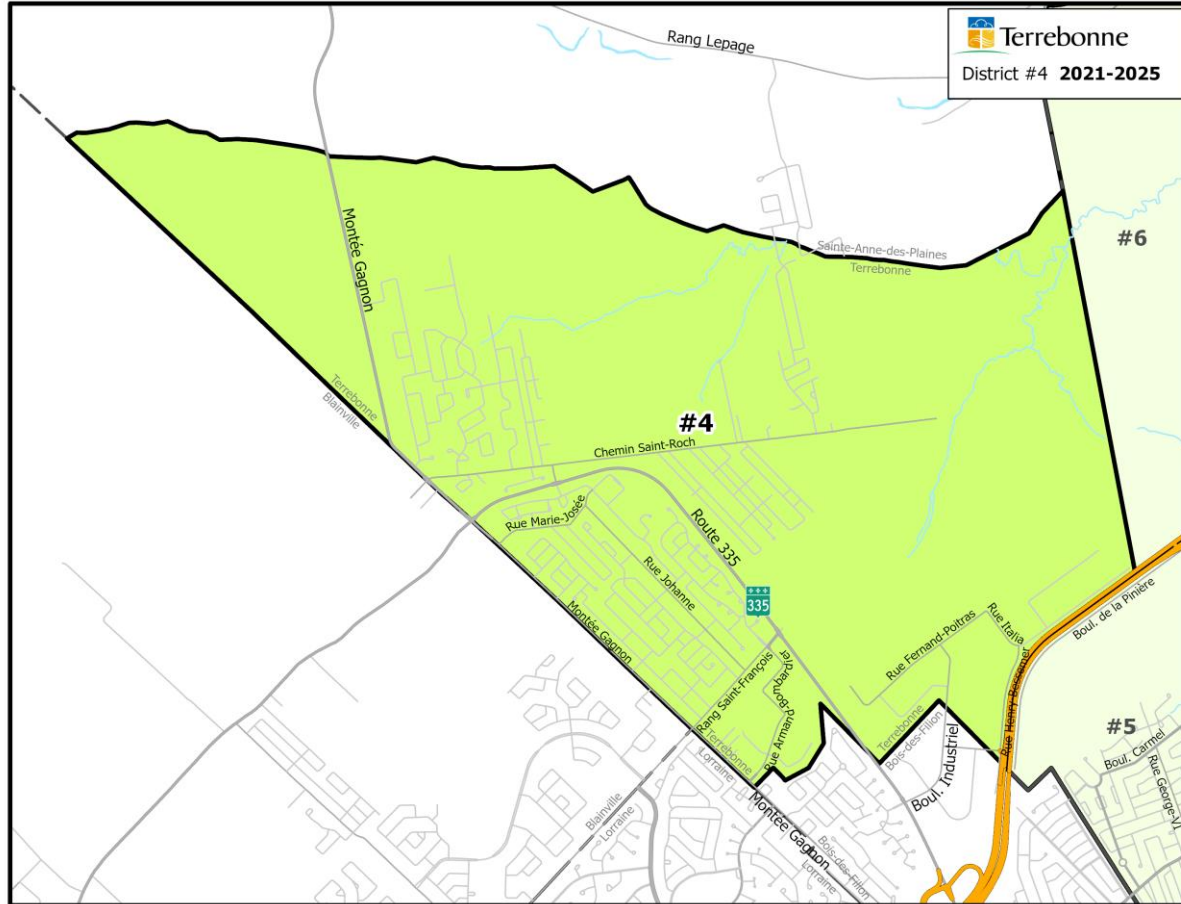 Terrebonne
District #4 2021-2025
Rang Lepage
Montée Gagnon
Sainte-Anne-des-Plaines
Terrebonne
#6
Terrebonne
Blainville
#4
Chemin Saint-Roch
Rue Marie-Josée
Route 335
Rue Johanne
335
Montée Gagnon
Boul. de la Pinière
Rue Italia
Rue Fernand-Poitras
Rang Saint-François
Rue Armand-Bombardier
Rue Henry Bessemer
Terrebonne
Bois-des-Filion
Terrebonne
Lorraine
#5
Boul. Carmel
Rue George-VI
Boul. Industriel
Blainville
Lorraine
Montée Gagnon
Bois-des-Filion
Lorraine